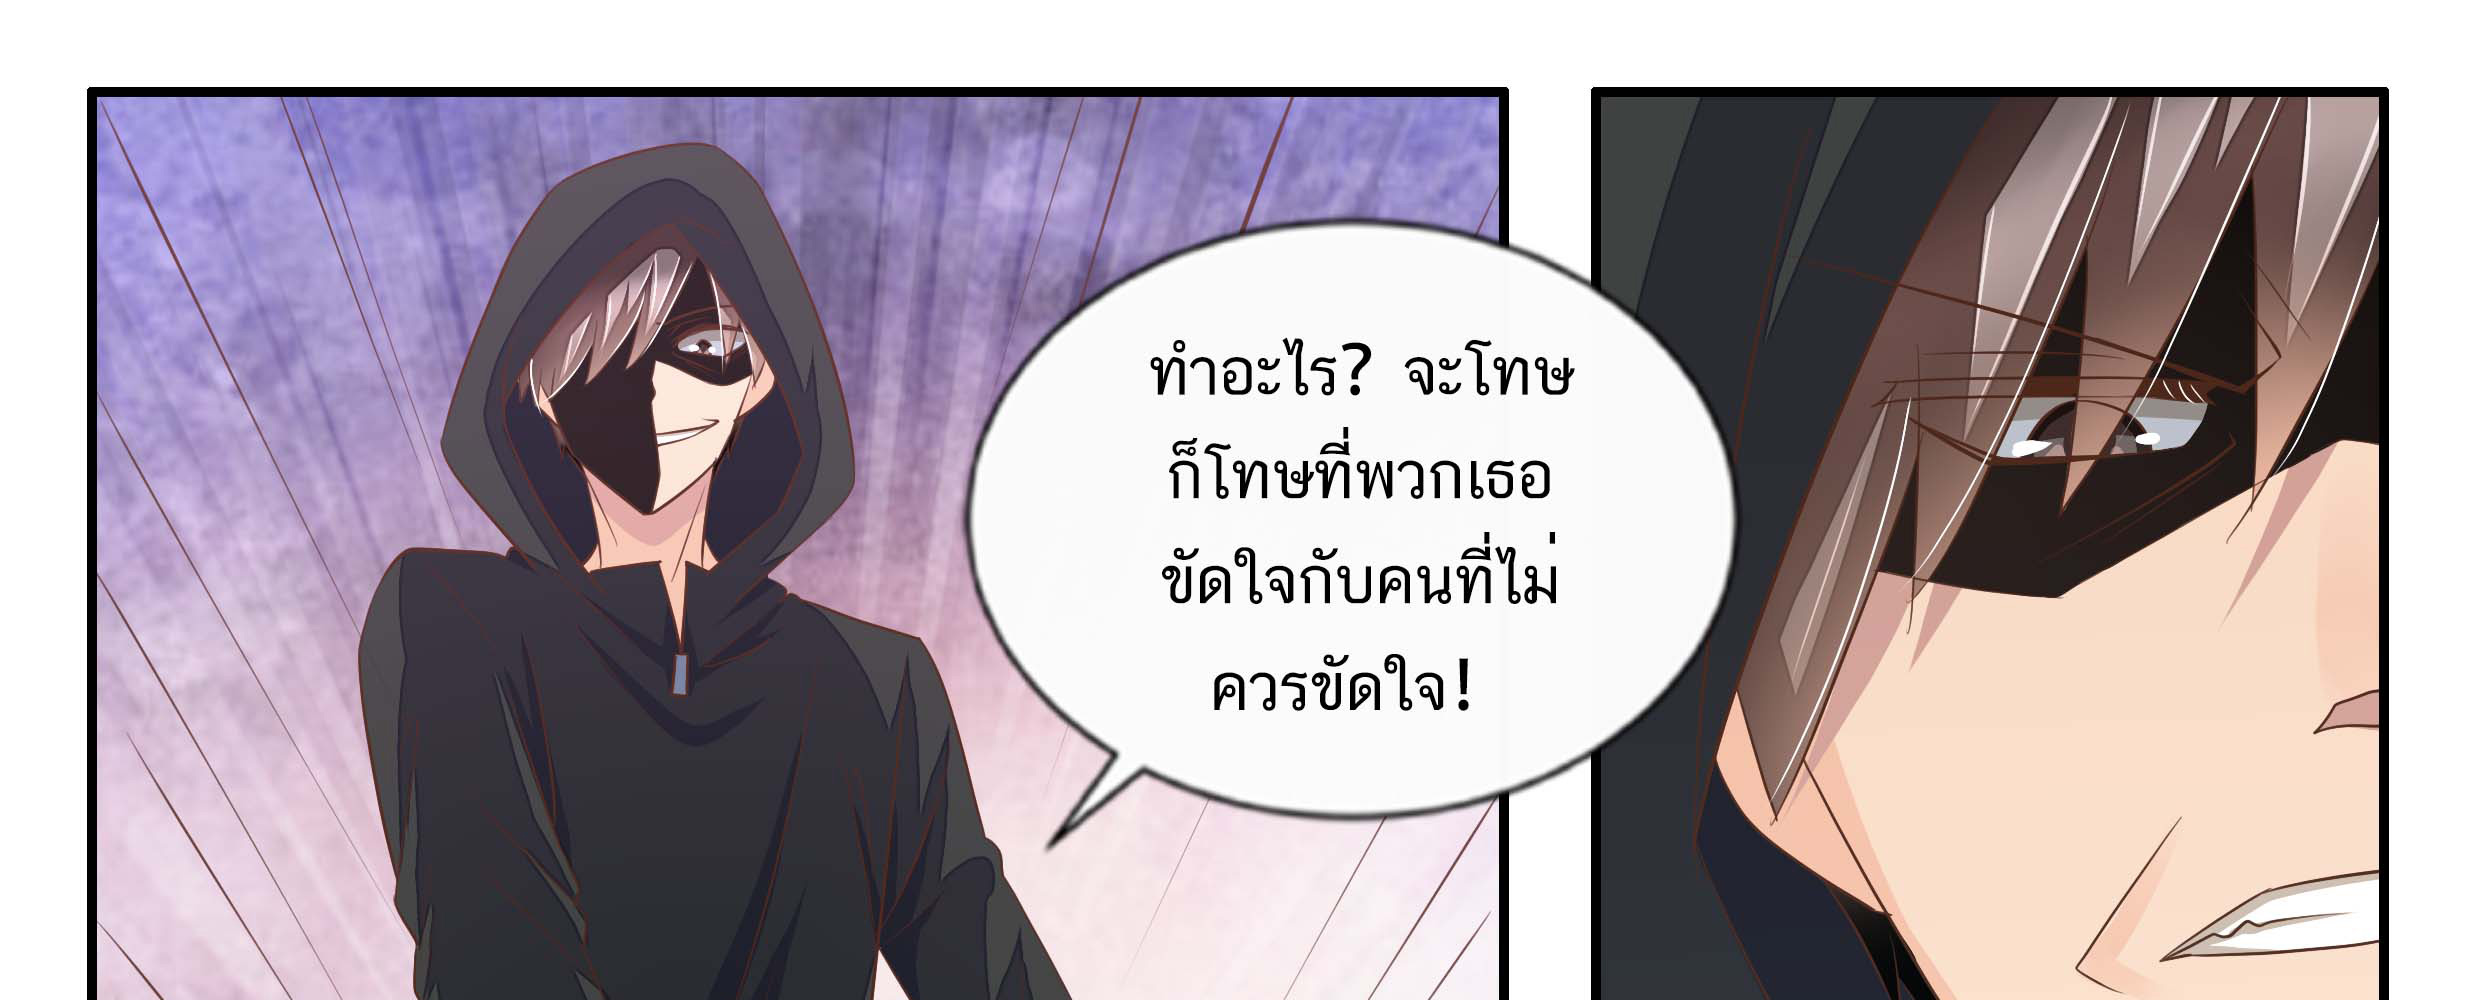 ทำอะไร? จะโทษ
ก็โทษที่พวกเธอ
ขัดใจกับคนที่ไม่
ควรขัดใจ!